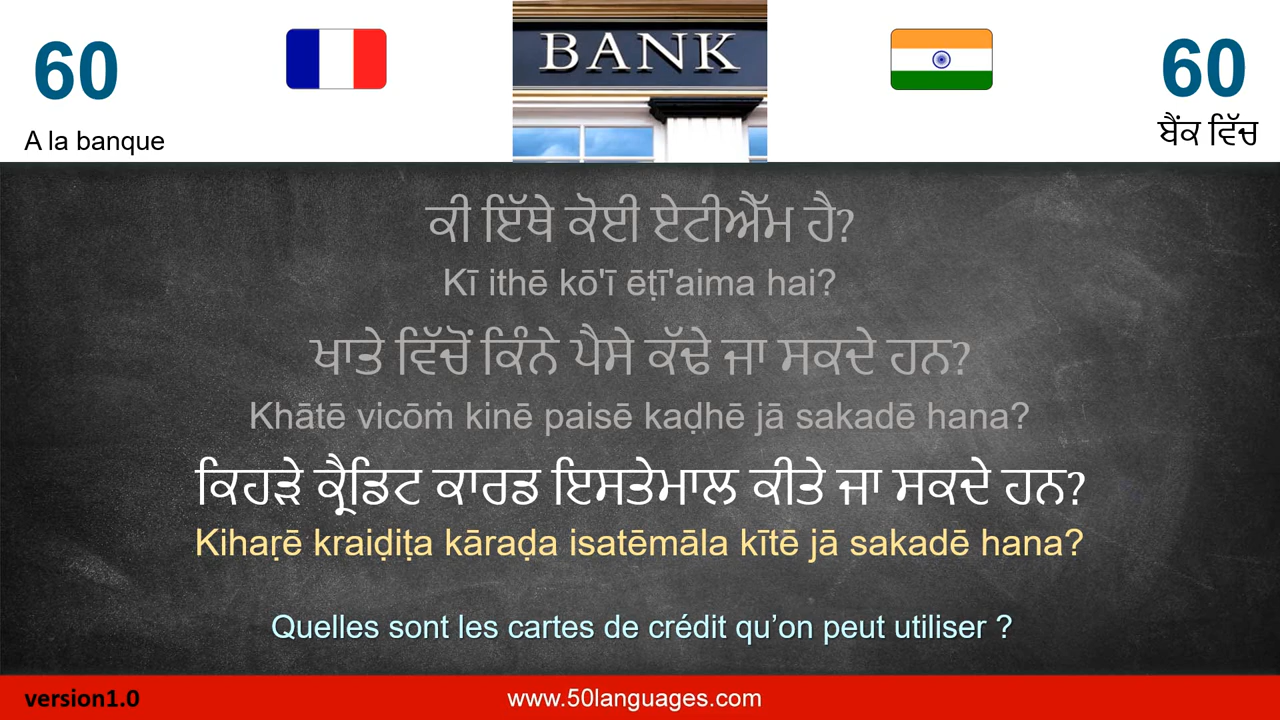 60
A la banque
BANK
60
ਬੈਂਕ ਵਿੱਚ
ਕੀ ਇੱਥੇ ਕੋਈ ਏਟੀਐੱਮ ਹੈ?
Kī ithē kō'ī ēṭī'aima hai?
ਖਾਤੇ ਵਿੱਚੋਂ ਕਿੰਨੇ ਪੈਸੇ ਕੱਢੇ ਜਾ ਸਕਦੇ ਹਨ?
Khātē vicōṁ kinē paisē kaḍhē jā sakadē hana?
ਕਿਹੜੇ ਕ੍ਰੈਡਿਟ ਕਾਰਡ ਇਸਤੇਮਾਲ ਕੀਤੇ ਜਾ ਸਕਦੇ ਹਨ?
Kihaṛē kraiḍiṭa kāraḍa isatēmāla kītē jā sakadē hana?
Quelles sont les cartes de crédit qu’on peut utiliser ?
version1.0
www.50languages.com